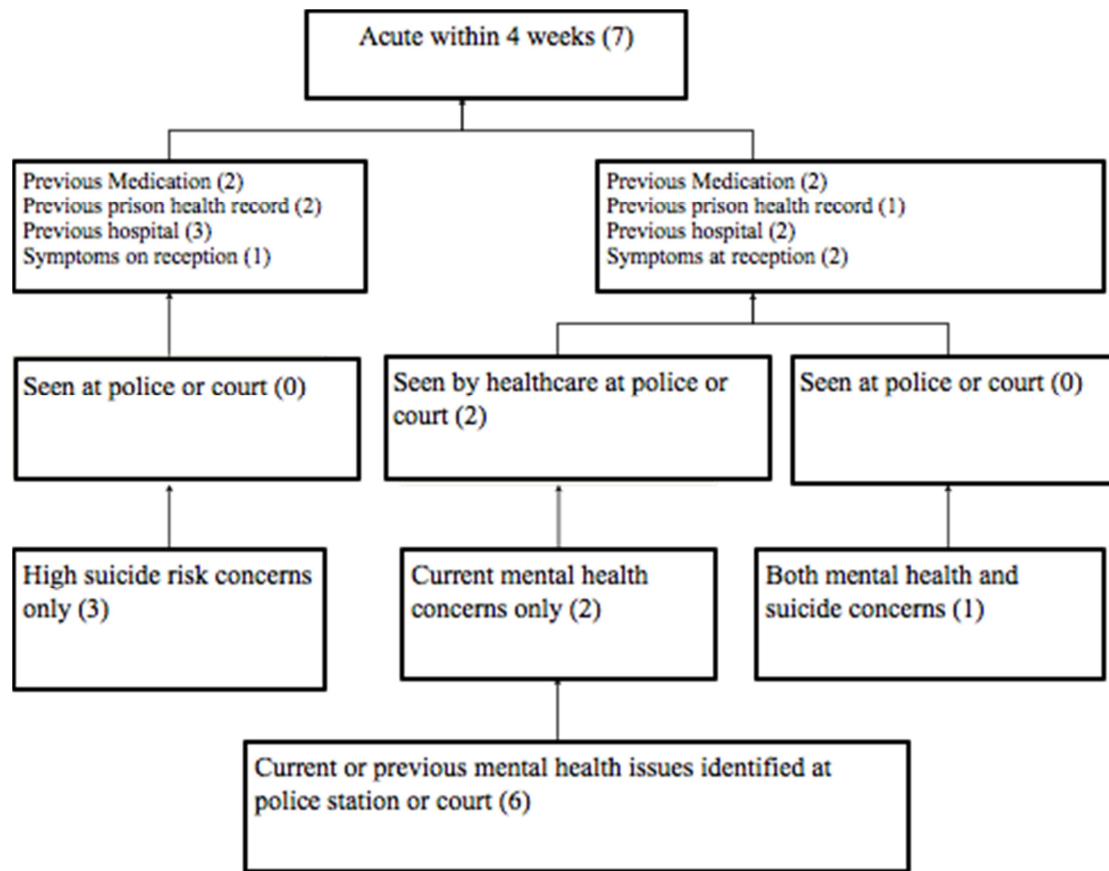 Acute within 4 weeks (7)
Previous Medication (2)
Previous prison health record (2)
Previous hospital (3)
Symptoms on reception (1)
Previous Medication (2)
Previous prison health record (1)
Previous hospital (2)
Symptoms at reception (2)
Seen at police or court (0)
Seen by healthcare at police or
court (2)
Seen at police or court (0)
High suicide risk concerns
only (3)
Current mental health
concerns only (2)
Both mental health and
suicide concerns (1)
Current or previous mental health issues identified at
police station or court (6)